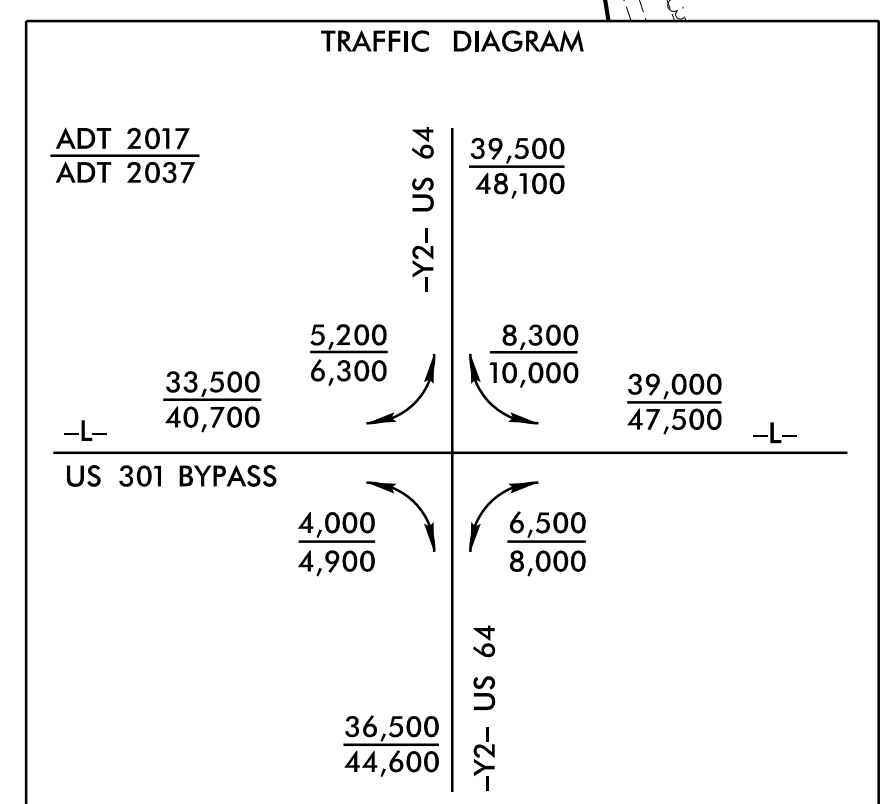 TRAFFIC DIAGRAM
ADT 2017
ADT 2037
–Y2– US 64
39,500
48,100
5,200
6,300
8,300
10,000
33,500
40,700
39,000
47,500
–L–
–L–
US 301 BYPASS
4,000
4,900
6,500
8,000
–Y2– US 64
36,500
44,600